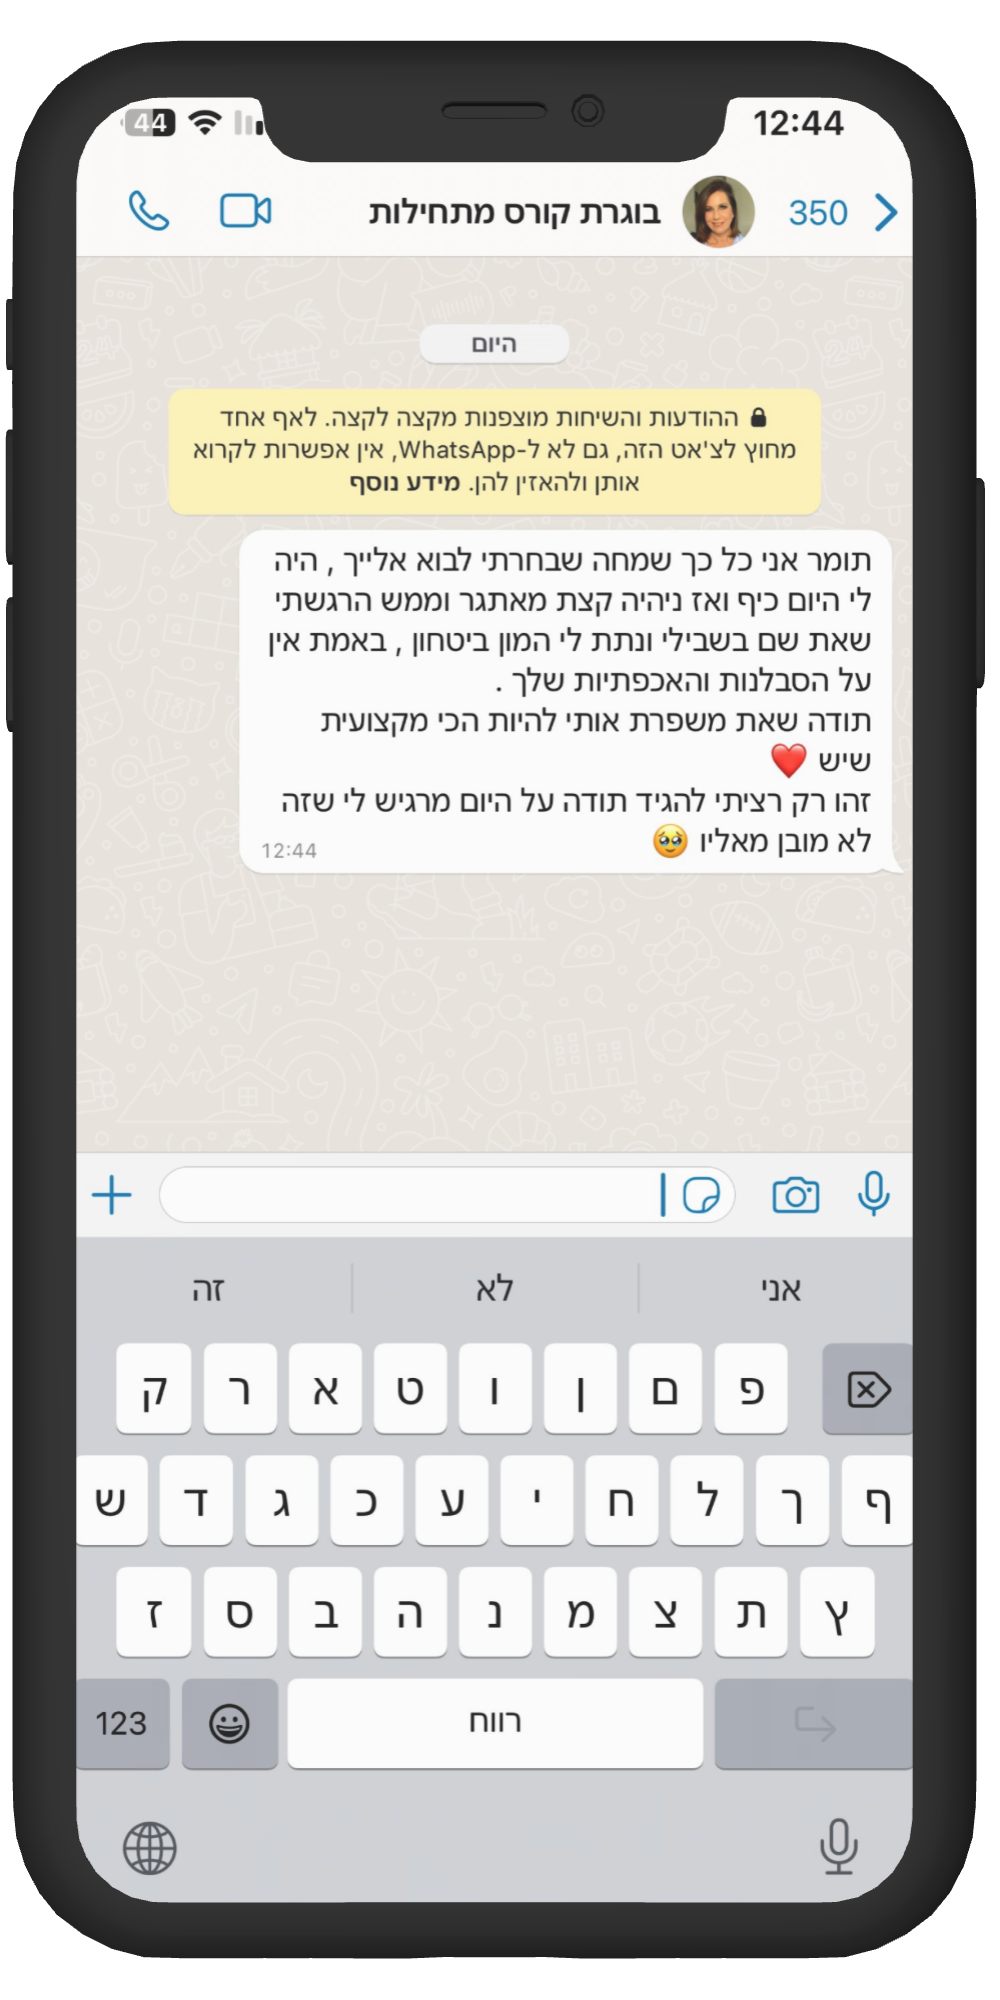 12:44
44
350
בוגרת קורס מתחילות
היום
ההודעות והשיחות מוצפנות מקצה לקצה. לאף אחד
מחוץ לצ'אט הזה, גם לא ל-WhatsApp, אין אפשרות לקרוא
אותן ולהאזין להן. מידע נוסף
תומר אני כל כך שמחה שבחרתי לבוא אלייך , היה
לי היום כיף ואז ניהיה קצת מאתגר וממש הרגשתי
שאת שם בשבילי ונתת לי המון ביטחון , באמת אין
על הסבלנות והאכפתיות שלך .
תודה שאת משפרת אותי להיות הכי מקצועית
שיש ❤️
זהו רק רציתי להגיד תודה על היום מרגיש לי שזה
לא מובן מאליו 🥹
12:44
אני לא זה
פ ם ן ו ט א ר ק
ף ך ל ח י ע כ ג ד ש
ץ ת צ מ נ ה ב ס ז
רווח 123